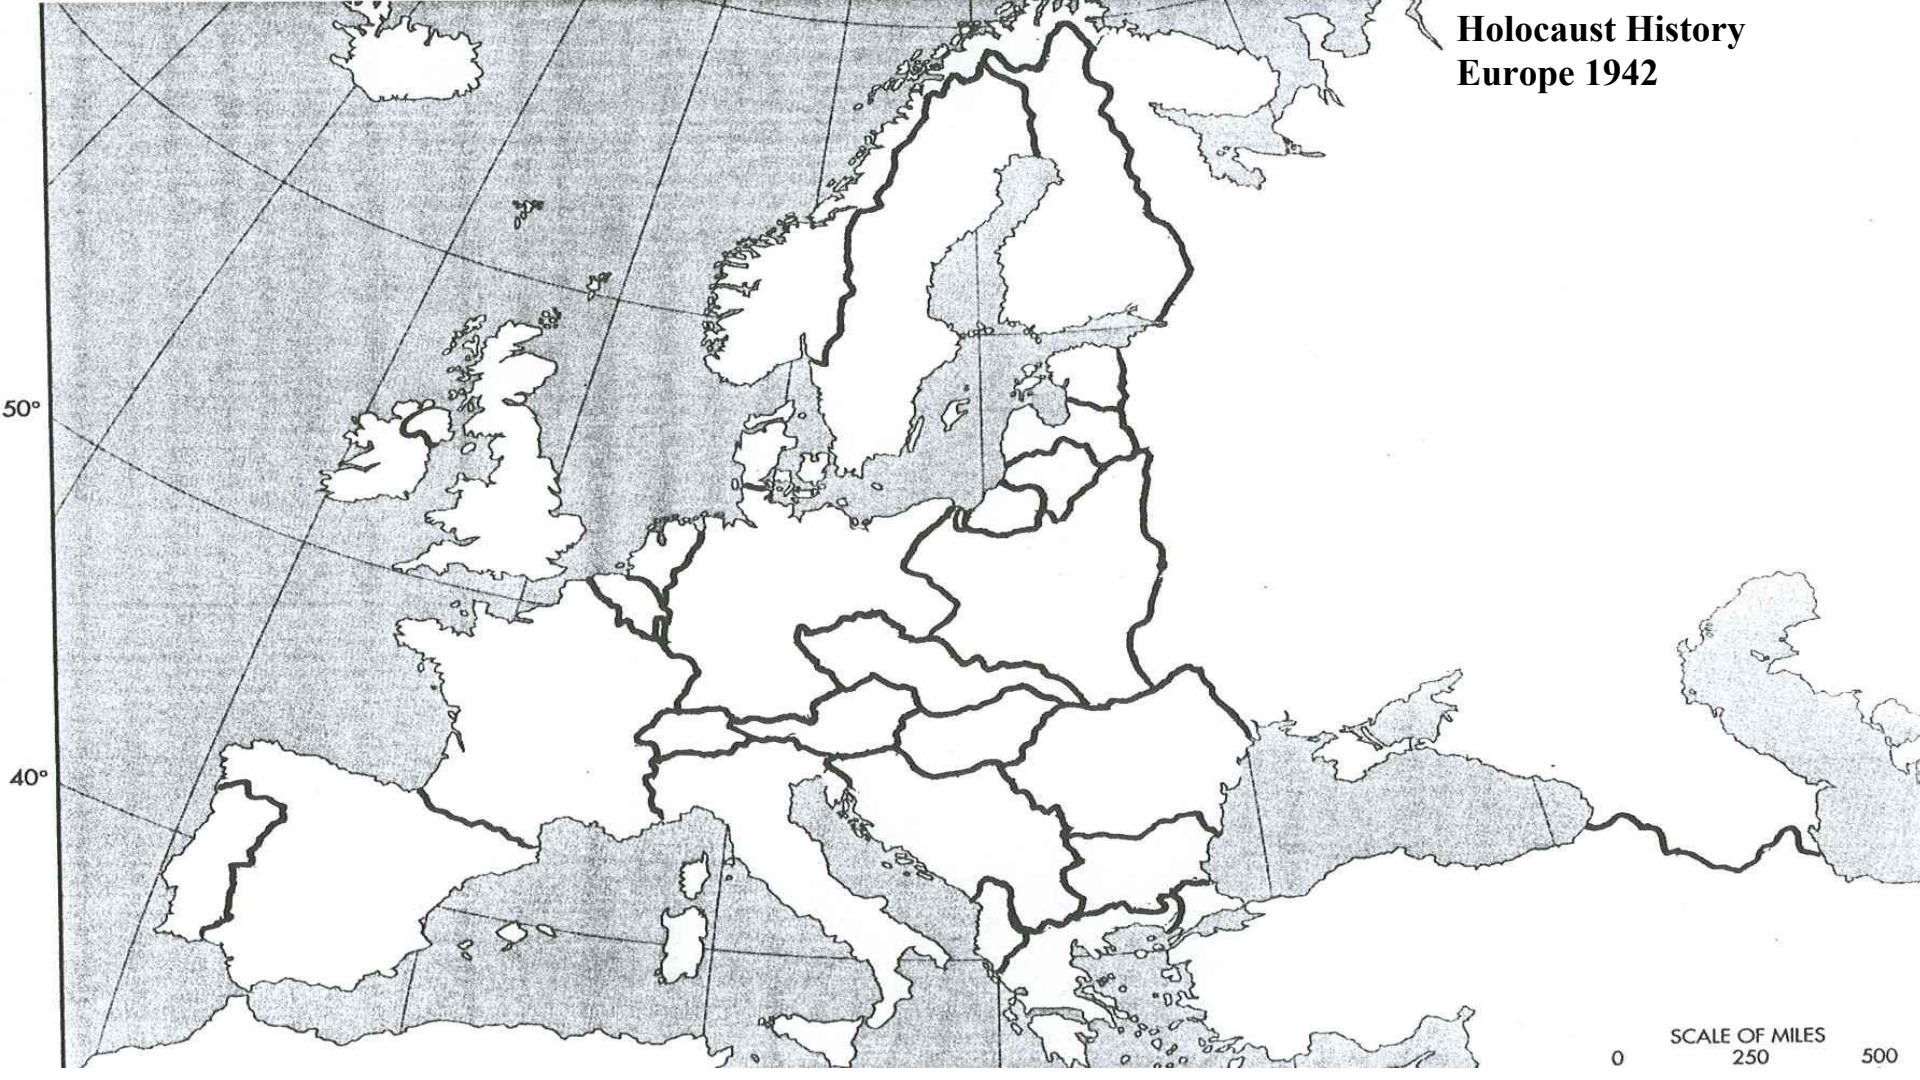 Holocaust History
Europe 1942
50°
40°
SCALE OF MILES
0 250 500